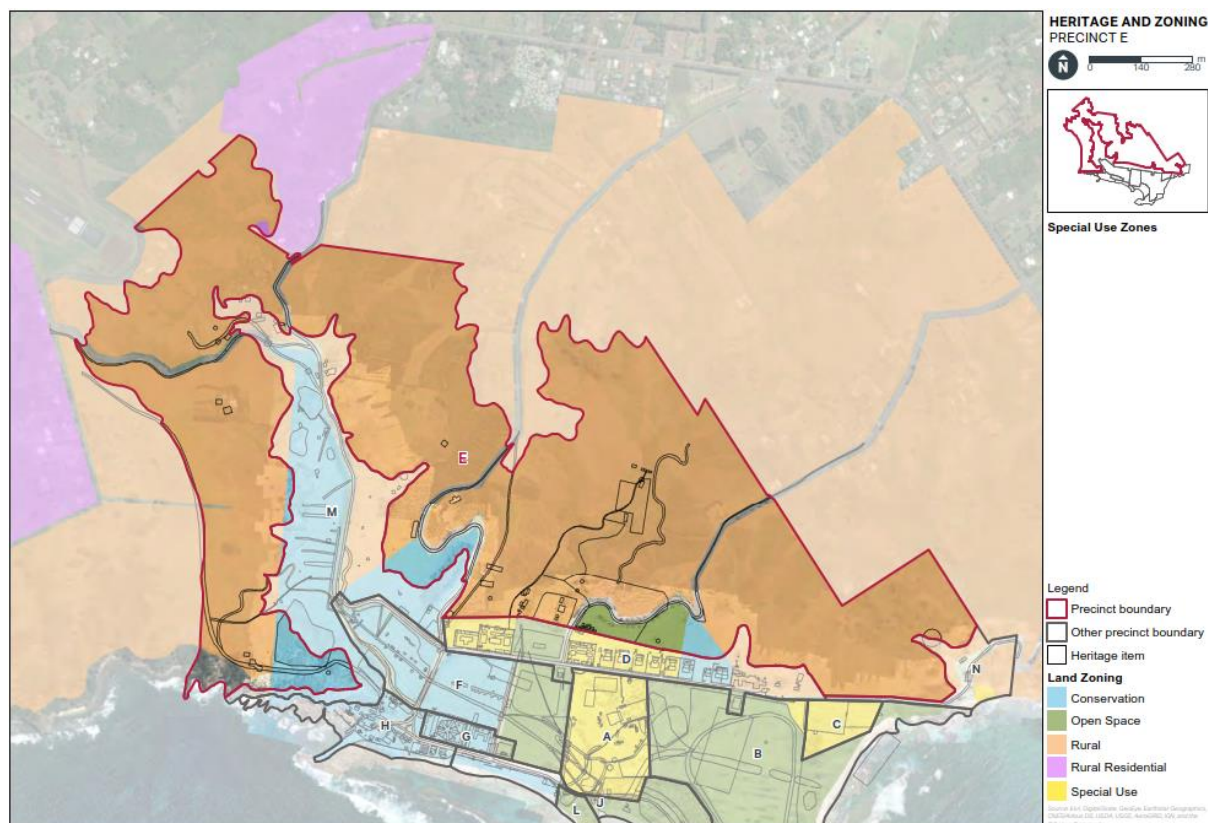 HERITAGE AND ZONING
PRECINCT E
N
0 140 280 m
Special Use Zones
E
M
D
N
F
H
G
A
C
B
J
L
Legend
Precinct boundary
Other precinct boundary
Heritage item
Land Zoning
Conservation
Open Space
Rural
Rural Residential
Special Use